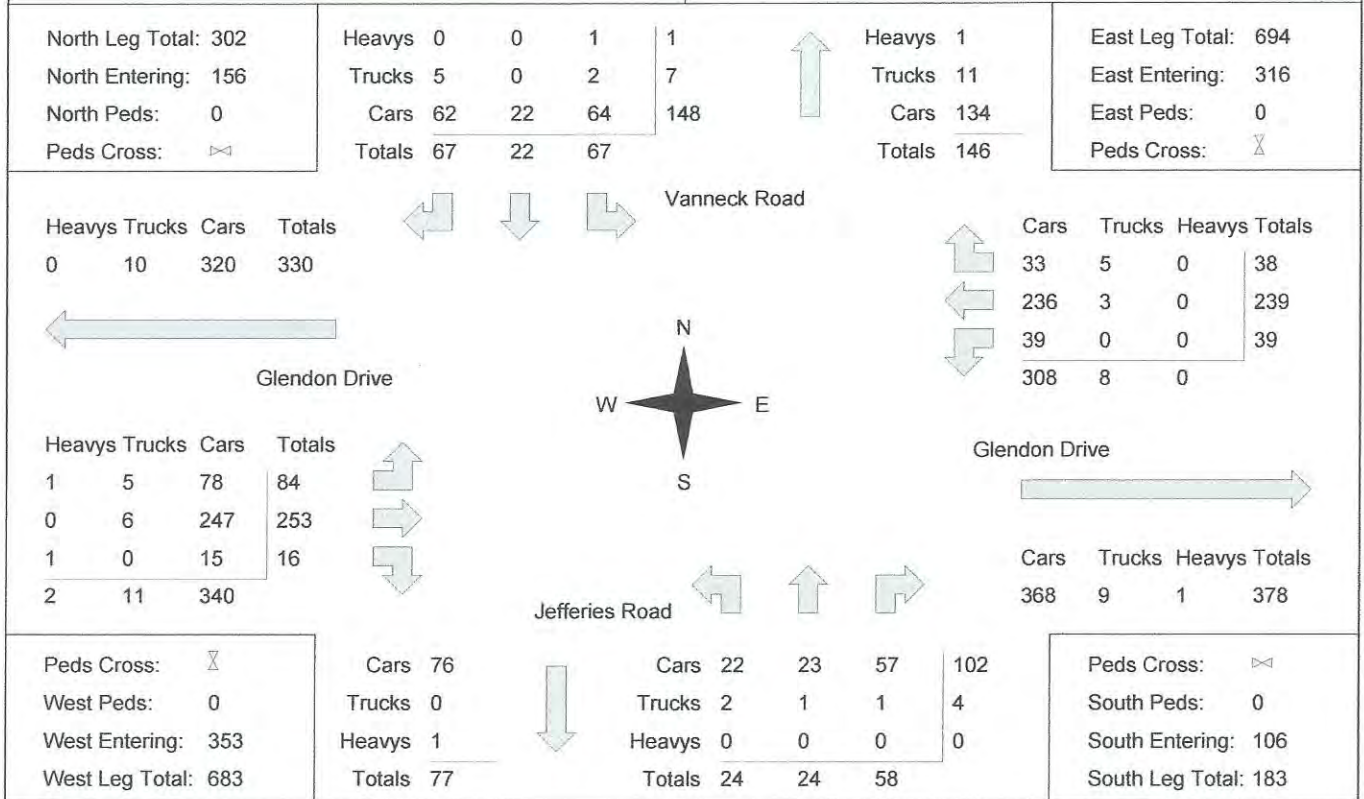 North Leg Total: 302
North Entering: 156
North Peds: 0
Peds Cross:
Heavys 0 0 1 1
Trucks 5 0 2 7
Cars 62 22 64 148
Totals 67 22 67
Heavys 1
Trucks 11
Cars 134
Totals 146
East Leg Total: 694
East Entering: 316
East Peds: 0
Peds Cross:
Vanneck Road
Heavys Trucks Cars Totals
0 10 320 330
Cars Trucks Heavys Totals
33 5 0 38
236 3 0 239
39 0 0 39
308 8 0
Glendon Drive
N
W E
S
Heavys Trucks Cars Totals
1 5 78 84
0 6 247 253
1 0 15 16
2 11 340
Glendon Drive
Cars Trucks Heavys Totals
368 9 1 378
Jefferies Road
Peds Cross:
West Peds: 0
West Entering: 353
West Leg Total: 683
Cars 76
Trucks 0
Heavys 1
Totals 77
Cars 22 23 57 102
Trucks 2 1 1 4
Heavys 0 0 0 0
Totals 24 24 58
Peds Cross:
South Peds: 0
South Entering: 106
South Leg Total: 183